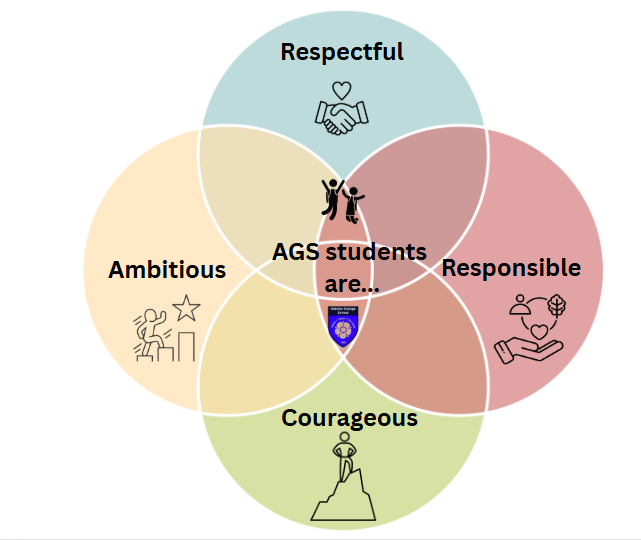 Respectful
AGS students
are...
Ambitious
Responsible
Courageous